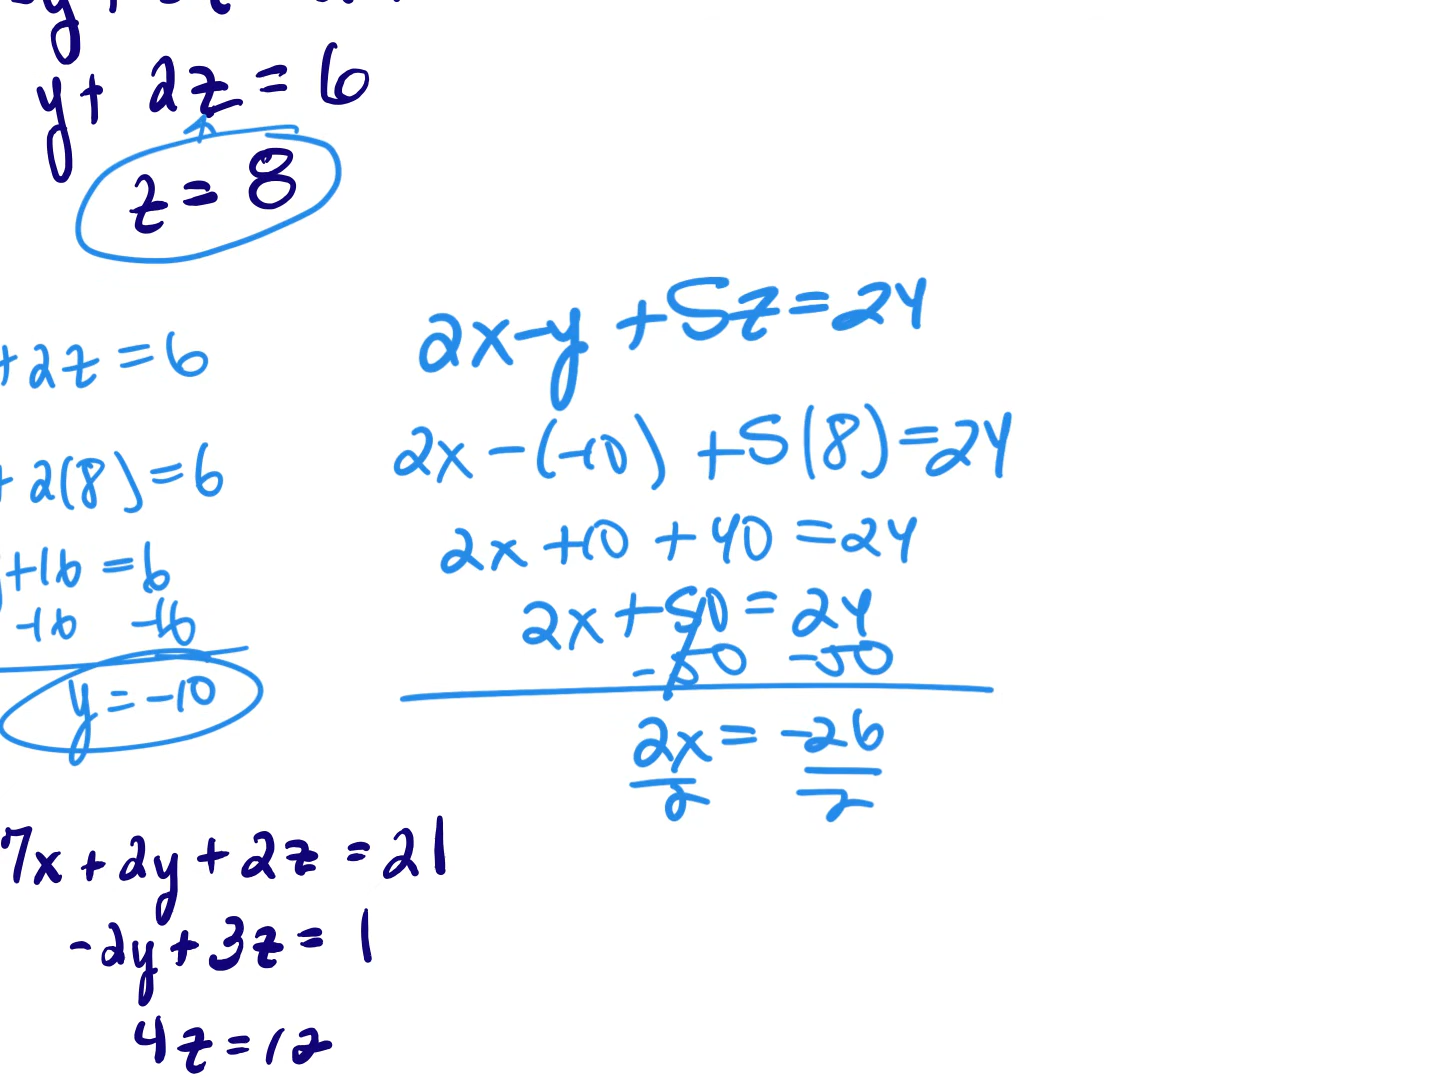 y + 2z = 6
z = 8
+ 2z = 6
+ 2(8) = 6
+16 = 6
-16 -16
y = -10
2x - y + 5z = 24
2x - (-10) + 5(8) = 24
2x + 10 + 40 = 24
2x + 50 = 24
- 50 - 50
2x = -26
2 2
7x + 2y + 2z = 21
-2y + 3z = 1
4z = 12